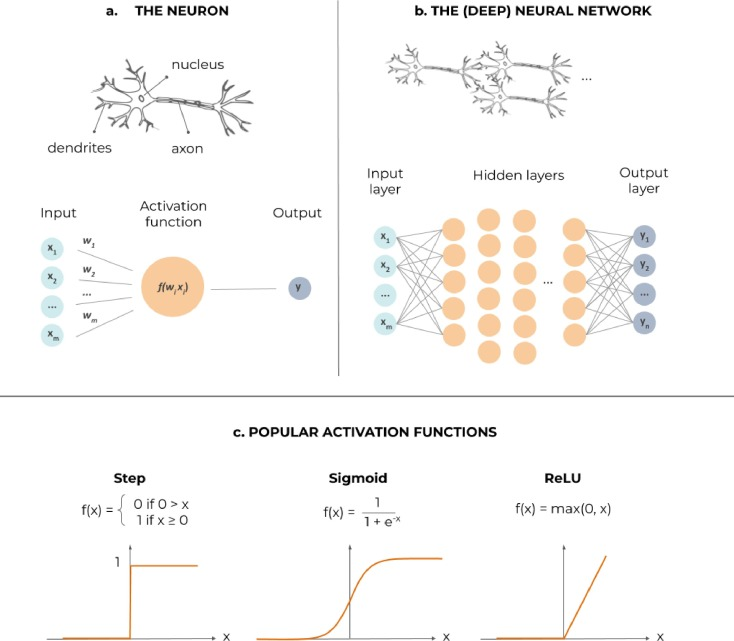 a. THE NEURON
nucleus
dendrites
axon
Input
Activation
function
Output
x1
x2
...
xm
w1
w2
...
wm
f(wi xi)
y
b. THE (DEEP) NEURAL NETWORK
...
Input
layer
Hidden layers
Output
layer
x1
x2
...
xm
...
y1
y2
...
yn
c. POPULAR ACTIVATION FUNCTIONS
Step
f(x) = { 0 if 0 > x
1 if x ≥ 0
1
x
Sigmoid
f(x) = 1
1 + e-x
x
ReLU
f(x) = max(0, x)
x